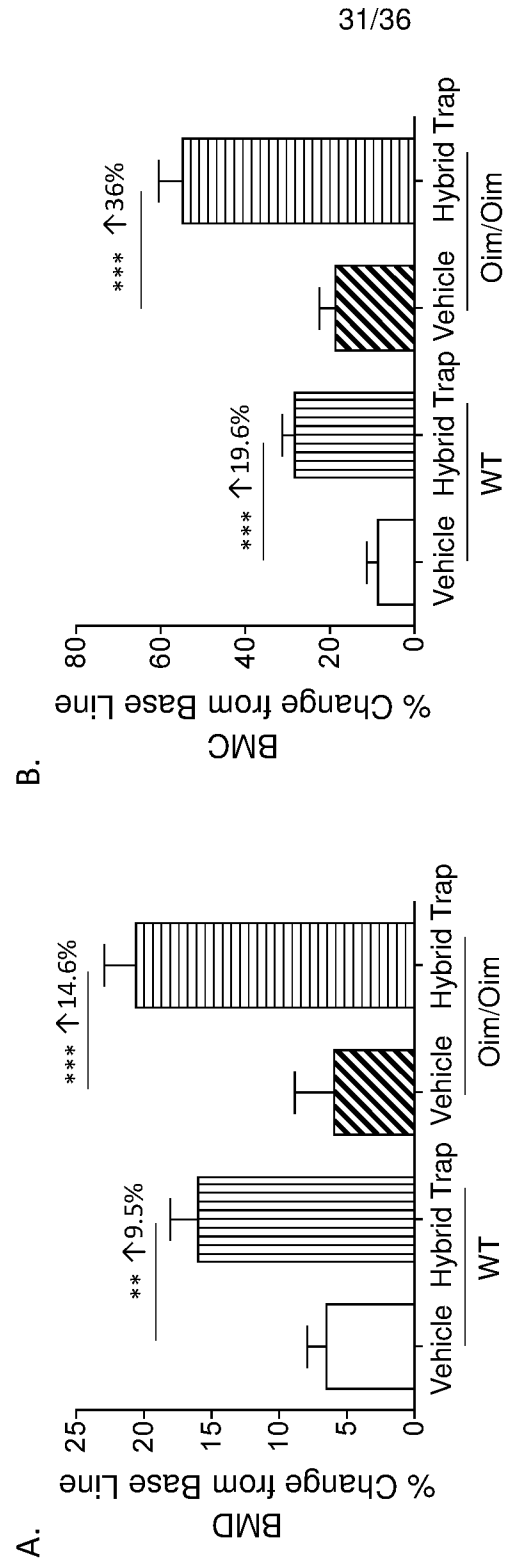 31/36
A.
BMD
% Change from Base Line
25
20
15
10
5
0
** ↑9.5%
*** ↑14.6%
Vehicle Hybrid Trap Vehicle Hybrid Trap
WT Oim/Oim
B.
BMC
% Change from Base Line
80
60
40
20
0
*** ↑19.6%
*** ↑36%
Vehicle Hybrid Trap Vehicle Hybrid Trap
WT Oim/Oim